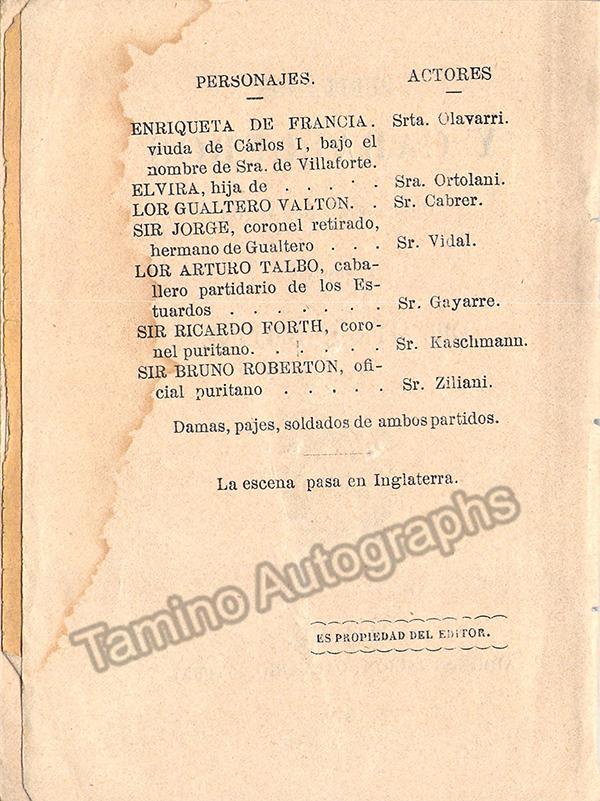 PERSONAJES. ACTORES
ENRIQUETA DE FRANCIA. Srta. Olavarri.
viuda de Cárlos I, bajo el
nombre de Sra. de Villaforte.
ELVIRA, hija de . . . . . Sra. Ortolani.
LOR GUALTERO VALTON. . Sr. Cabrer.
SIR JORGE, coronel retirado,
hermano de Gualtero . . . Sr. Vidal.
LOR ARTURO TALBO, caba-
llero partidario de los Es-
tuardos . . . . . . . Sr. Gayarre.
SIR RICARDO FORTH, coro-
nel puritano. . . . . . Sr. Kaschmann.
SIR BRUNO ROBERTON, ofi-
cial puritano . . . . . Sr. Ziliani.
Damas, pajes, soldados de ambos partidos.
La escena pasa en Inglaterra.
Tamino Autographs
ES PROPIEDAD DEL EDITOR.